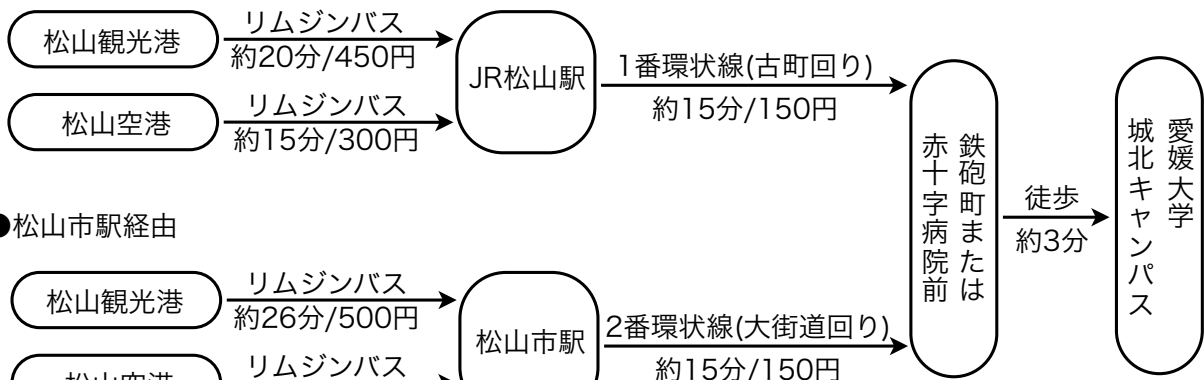 松山観光港
リムジンバス
約20分/450円
松山空港
リムジンバス
約15分/300円
JR松山駅
1番環状線(古町回り)
約15分/150円
●松山市駅経由
松山観光港
リムジンバス
約26分/500円
松山空港
リムジンバス
松山市駅
2番環状線(大街道回り)
約15分/150円
鉄砲町または
赤十字病院前
徒歩
約3分
愛媛大学
城北キャンパス